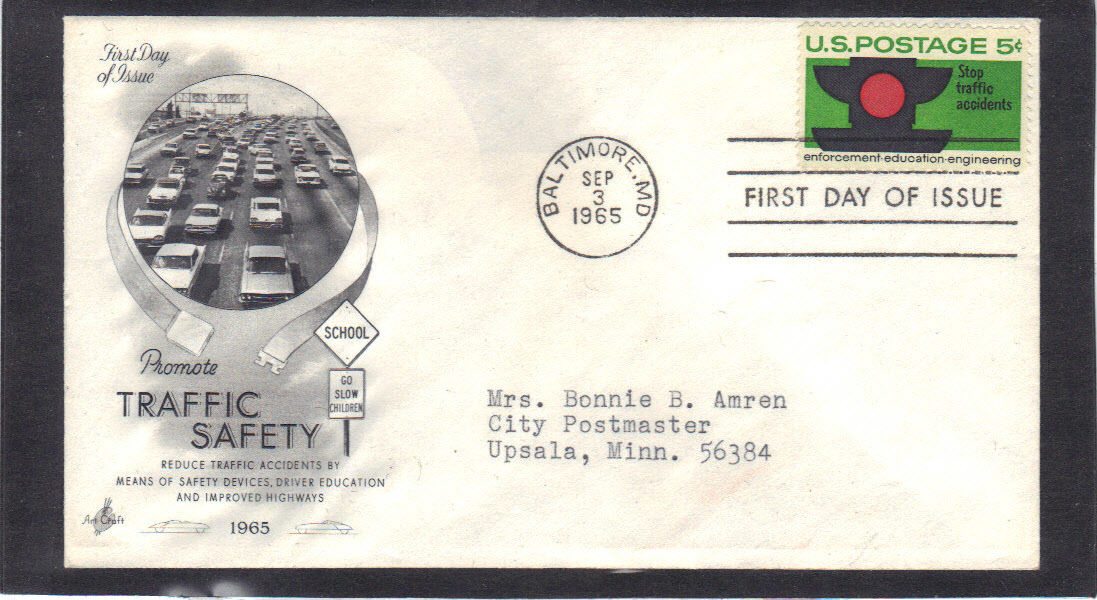 First Day
of Issue
U.S. POSTAGE 5¢
Stop
traffic
accidents
enforcement·education·engineering
BALTIMORE, MD
SEP
3
1965
FIRST DAY OF ISSUE
SCHOOL
GO
SLOW
CHILDREN
Promote
TRAFFIC
SAFETY
REDUCE TRAFFIC ACCIDENTS BY
MEANS OF SAFETY DEVICES, DRIVER EDUCATION
AND IMPROVED HIGHWAYS
Art Craft
1965
Mrs. Bonnie B. Amren
City Postmaster
Upsala, Minn. 56384